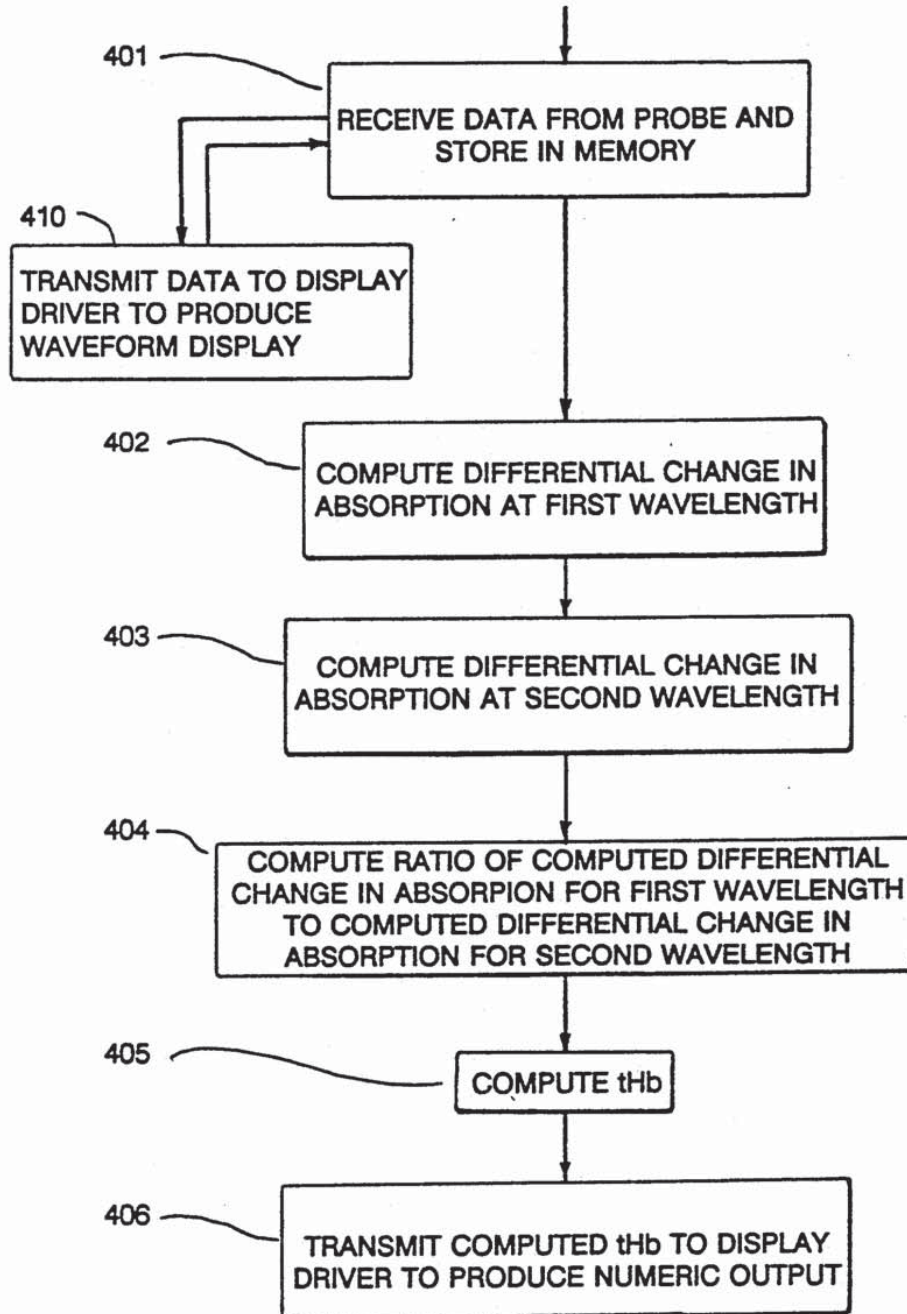 401
RECEIVE DATA FROM PROBE AND
STORE IN MEMORY
410
TRANSMIT DATA TO DISPLAY
DRIVER TO PRODUCE
WAVEFORM DISPLAY
402
COMPUTE DIFFERENTIAL CHANGE IN
ABSORPTION AT FIRST WAVELENGTH
403
COMPUTE DIFFERENTIAL CHANGE IN
ABSORPTION AT SECOND WAVELENGTH
404
COMPUTE RATIO OF COMPUTED DIFFERENTIAL
CHANGE IN ABSORPION FOR FIRST WAVELENGTH
TO COMPUTED DIFFERENTIAL CHANGE IN
ABSORPTION FOR SECOND WAVELENGTH
405
COMPUTE tHb
406
TRANSMIT COMPUTED tHb TO DISPLAY
DRIVER TO PRODUCE NUMERIC OUTPUT